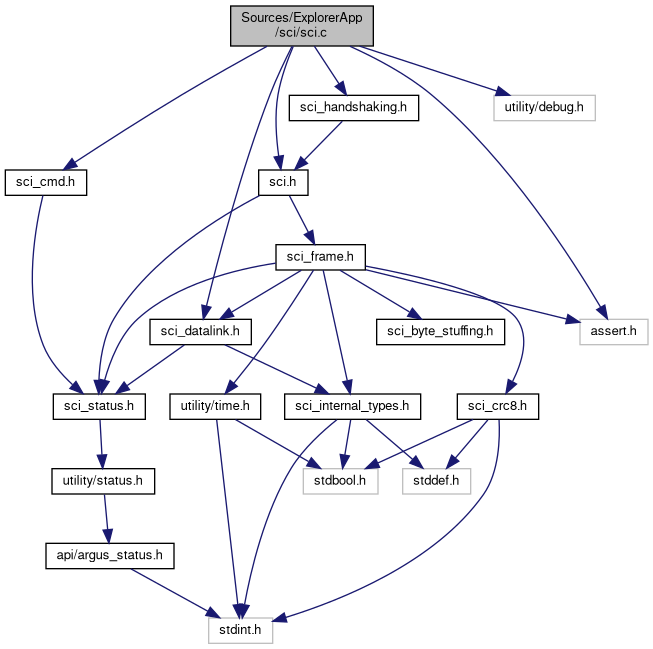 Sources/ExplorerApp
/sci/sci.c
sci_handshaking.h
utility/debug.h
sci_cmd.h
sci.h
sci_frame.h
sci_datalink.h
sci_byte_stuffing.h
assert.h
sci_status.h
utility/time.h
sci_internal_types.h
sci_crc8.h
utility/status.h
stdbool.h
stddef.h
api/argus_status.h
stdint.h